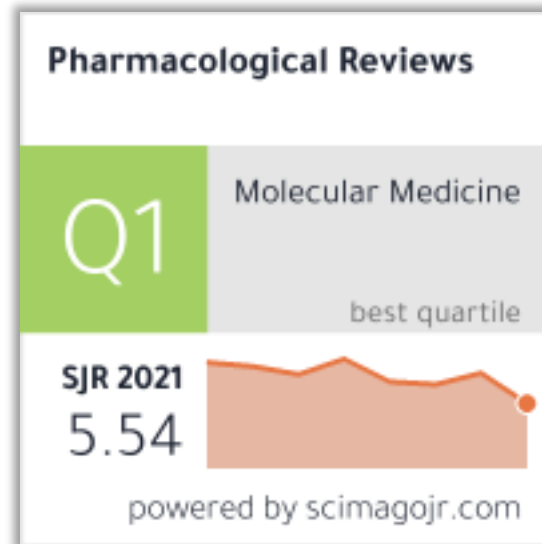 Pharmacological Reviews
Q1
Molecular Medicine
best quartile
SJR 2021
5.54
powered by scimagojr.com